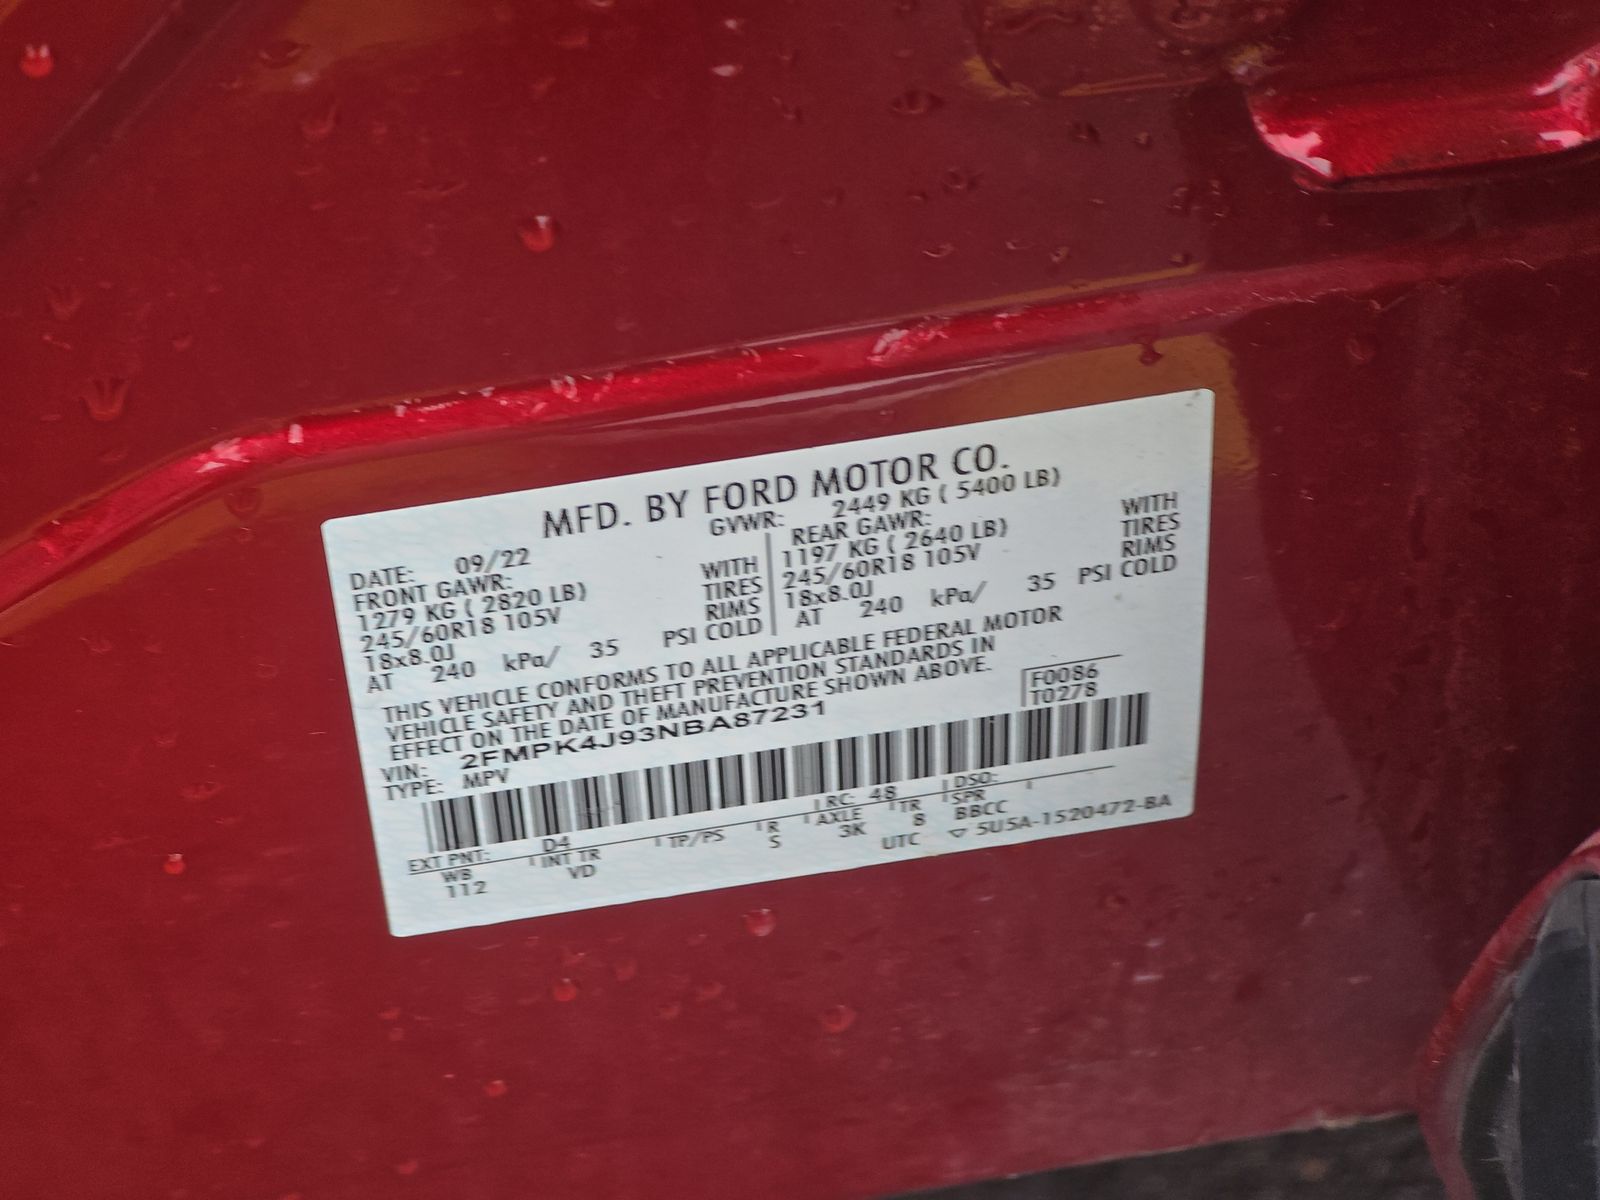 MFD. BY FORD MOTOR CO.
DATE: 09/22 GVWR: 2449 KG ( 5400 LB)
FRONT GAWR: REAR GAWR:
1279 KG ( 2820 LB) WITH 1197 KG ( 2640 LB) WITH
245/60R18 105V TIRES 245/60R18 105V TIRES
18x8.0J RIMS 18x8.0J RIMS
AT 240 kPa/ 35 PSI COLD AT 240 kPa/ 35 PSI COLD
THIS VEHICLE CONFORMS TO ALL APPLICABLE FEDERAL MOTOR
VEHICLE SAFETY AND THEFT PREVENTION STANDARDS IN
EFFECT ON THE DATE OF MANUFACTURE SHOWN ABOVE.
VIN: 2FMPK4J93NBA87231 F0086
TYPE: MPV T0278
EXT PNT: D4 RC: 48 DSO:
WB INT TR TP/PS R AXLE TR SPR
112 VD S 3K 8 BBCC
UTC ▽ 5U5A-1520472-BA